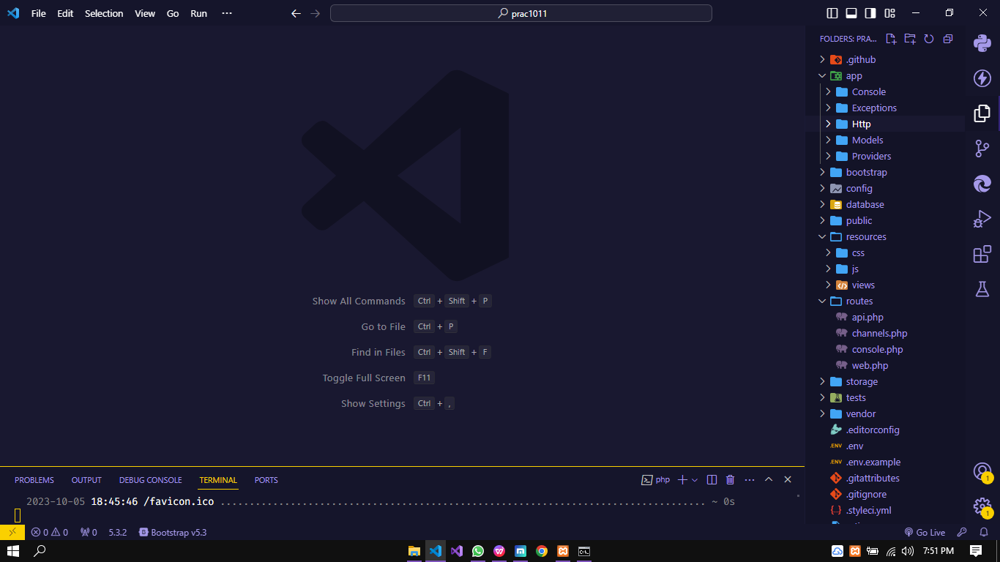 File Edit Selection View Go Run ···
prac1011
FOLDERS: PRA...
.github
app
Console
Exceptions
Http
Models
Providers
bootstrap
config
database
public
resources
css
js
views
routes
api.php
channels.php
console.php
web.php
storage
tests
vendor
.editorconfig
.ENV .env
.ENV .env.example
.gitattributes
.gitignore
.styleci.yml
Show All Commands Ctrl + Shift + P
Go to File Ctrl + P
Find in Files Ctrl + Shift + F
Toggle Full Screen F11
Show Settings Ctrl + ,
PROBLEMS OUTPUT DEBUG CONSOLE TERMINAL PORTS
php
2023-10-05 18:45:46 /favicon.ico ................................................................................... ~ 0s
0 0 0 5.3.2 B Bootstrap v5.3
Go Live
1
1
7:51 PM